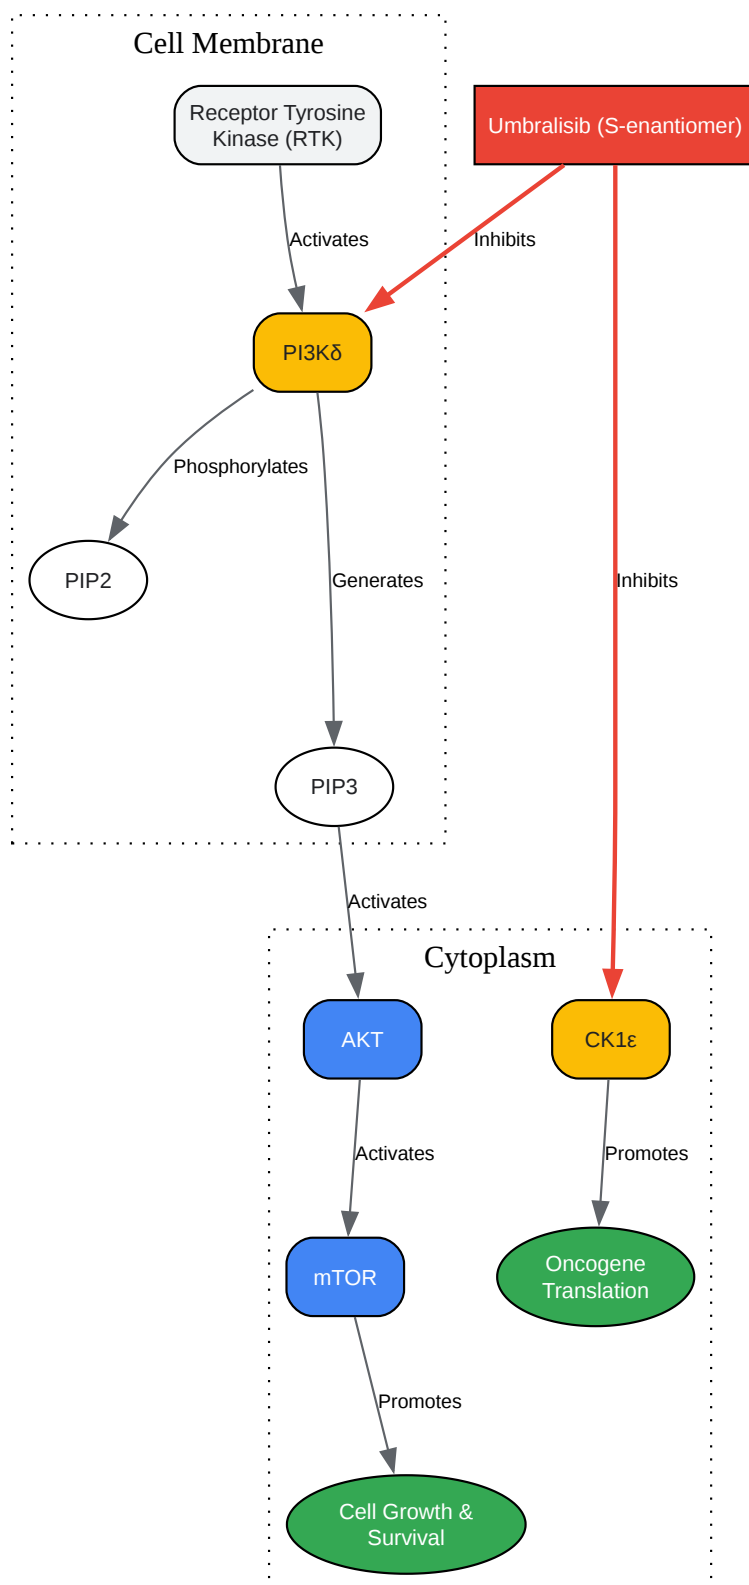 Cell Membrane
Receptor Tyrosine
Kinase (RTK)
Umbralisib (S-enantiomer)
Activates
Inhibits
PI3Kδ
Phosphorylates
PIP2
Generates
Inhibits
PIP3
Activates
Cytoplasm
AKT
CK1ε
Activates
Promotes
mTOR
Oncogene
Translation
Promotes
Cell Growth &
Survival